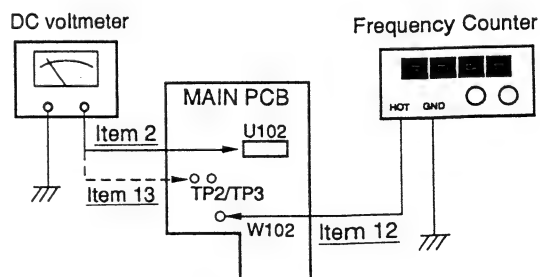 DC voltmeter
Frequency Counter
MAIN PCB
HOT GND
U102
Item 2
Item 13
TP2/TP3
W102
Item 12